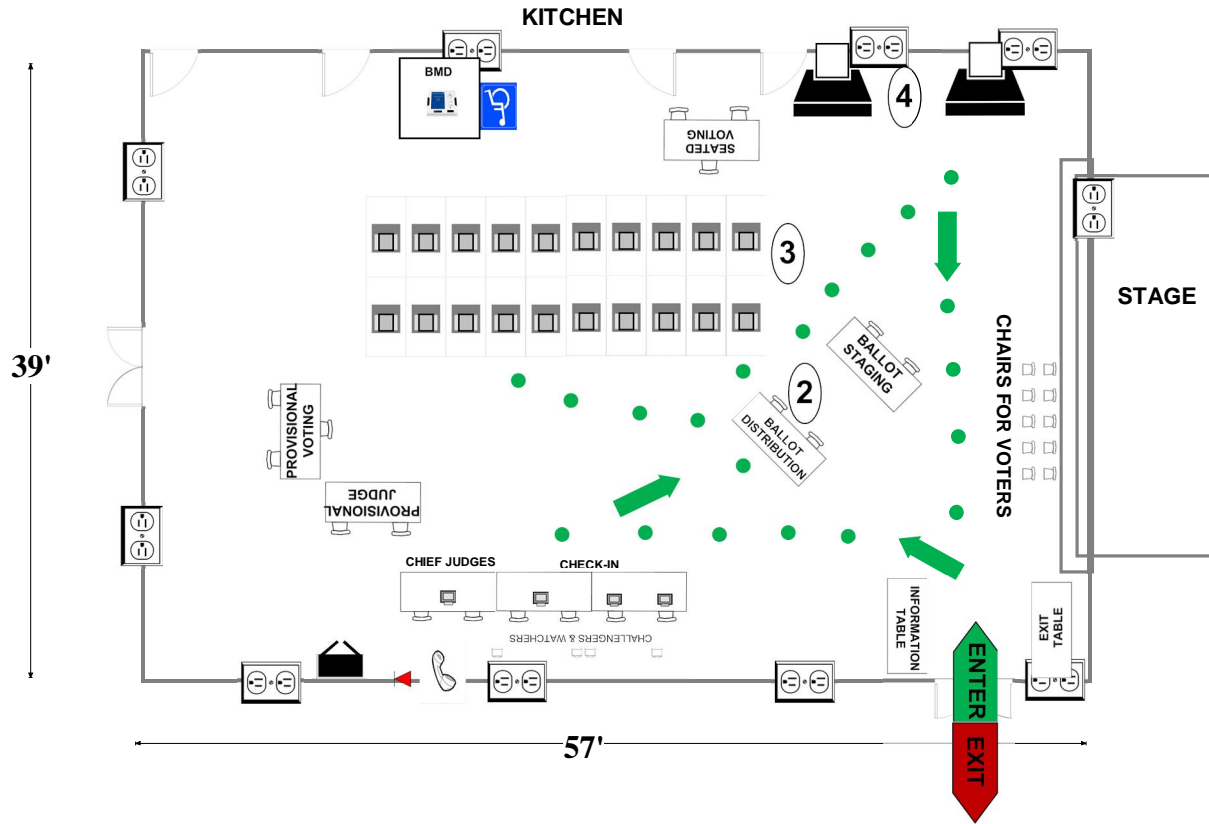 KITCHEN
BMD
4
SEATED
VOTING
3
STAGE
39'
CHAIRS FOR VOTERS
BALLOT
STAGING
2
BALLOT
DISTRIBUTION
PROVISIONAL
VOTING
PROVISIONAL
JUDGE
CHIEF JUDGES
CHECK-IN
CHALLENGERS & WATCHERS
INFORMATION
TABLE
EXIT
TABLE
ENTER
EXIT
57'